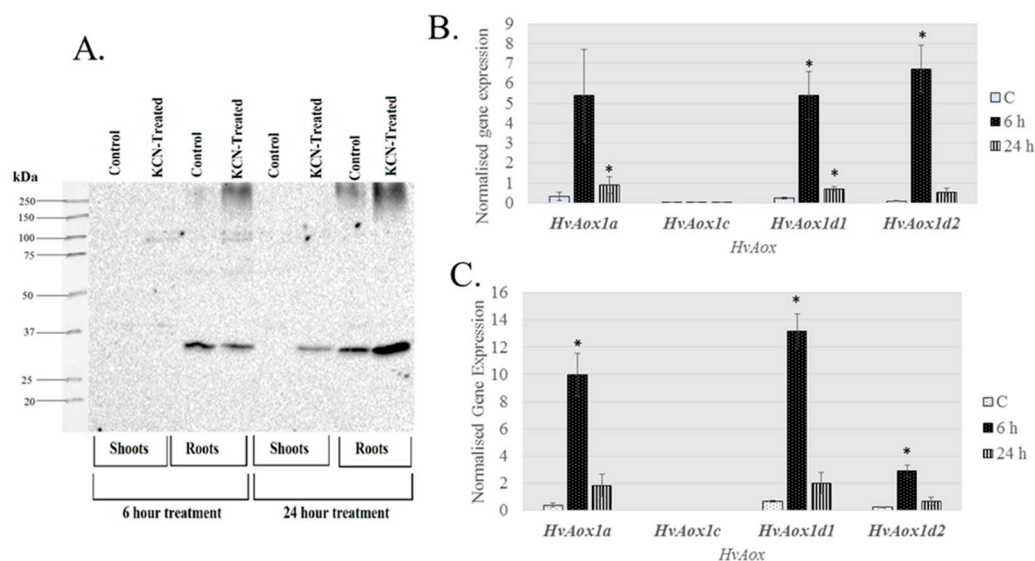 A.
Control
KCN-Treated
Control
KCN-Treated
Control
KCN-Treated
Control
KCN-Treated
kDa
250
150
100
75
50
37
25
20
Shoots
Roots
Shoots
Roots
6 hour treatment
24 hour treatment
B.
Normalised gene expression
9
8
7
6
5
4
3
2
1
0
*
*
*
*
HvAox1a
HvAox1c
HvAox1d1
HvAox1d2
HvAox
C
6 h
24 h
C.
Normalised Gene Expression
16
14
12
10
8
6
4
2
0
*
*
*
HvAox1a
HvAox1c
HvAox1d1
HvAox1d2
HvAox
C
6 h
24 h